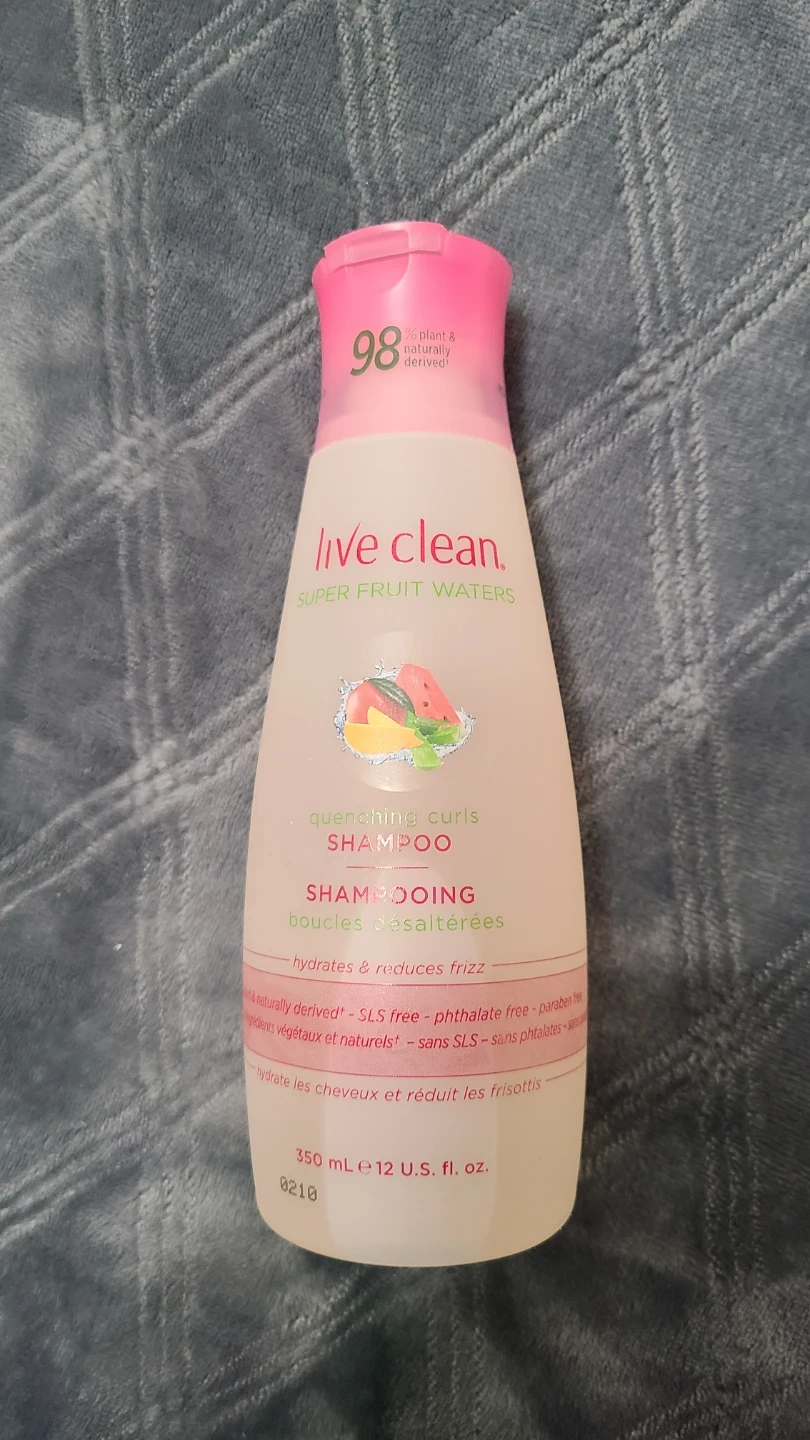 98 % plant &
naturally
derived†
live clean®
SUPER FRUIT WATERS
quenching curls
SHAMPOO
SHAMPOOING
boucles désaltérées
hydrates & reduces frizz
& naturally derived† - SLS free - phthalate free - paraben free
ingrédients végétaux et naturels† – sans SLS – sans phtalates – sans
hydrate les cheveux et réduit les frisottis
350 mL ℮ 12 U.S. fl. oz.
0210